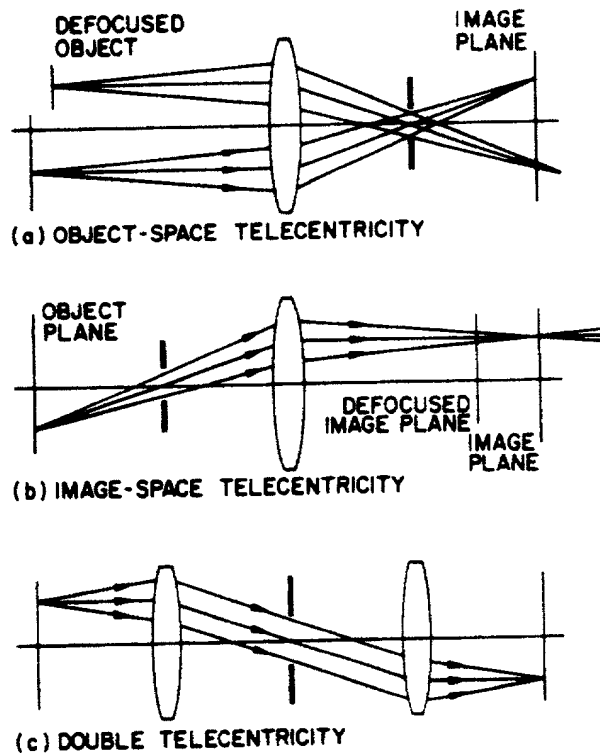 DEFOCUSED
OBJECT
IMAGE
PLANE
(a) OBJECT-SPACE TELECENTRICITY
OBJECT
PLANE
DEFOCUSED
IMAGE PLANE
IMAGE
PLANE
(b) IMAGE-SPACE TELECENTRICITY
(c) DOUBLE TELECENTRICITY